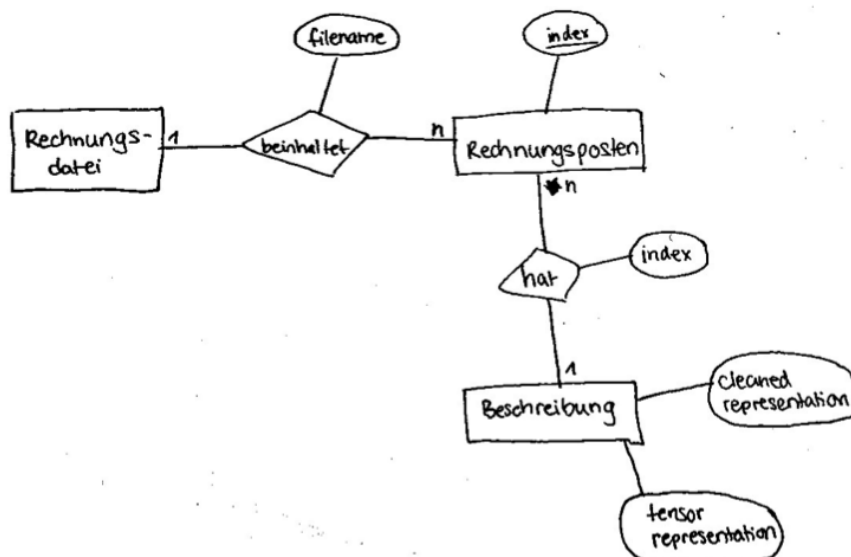 filename
index
Rechnungs-
datei
1
beinhaltet
n
Rechnungsposten
n
hat
index
1
Beschreibung
cleaned
representation
tensor
representation